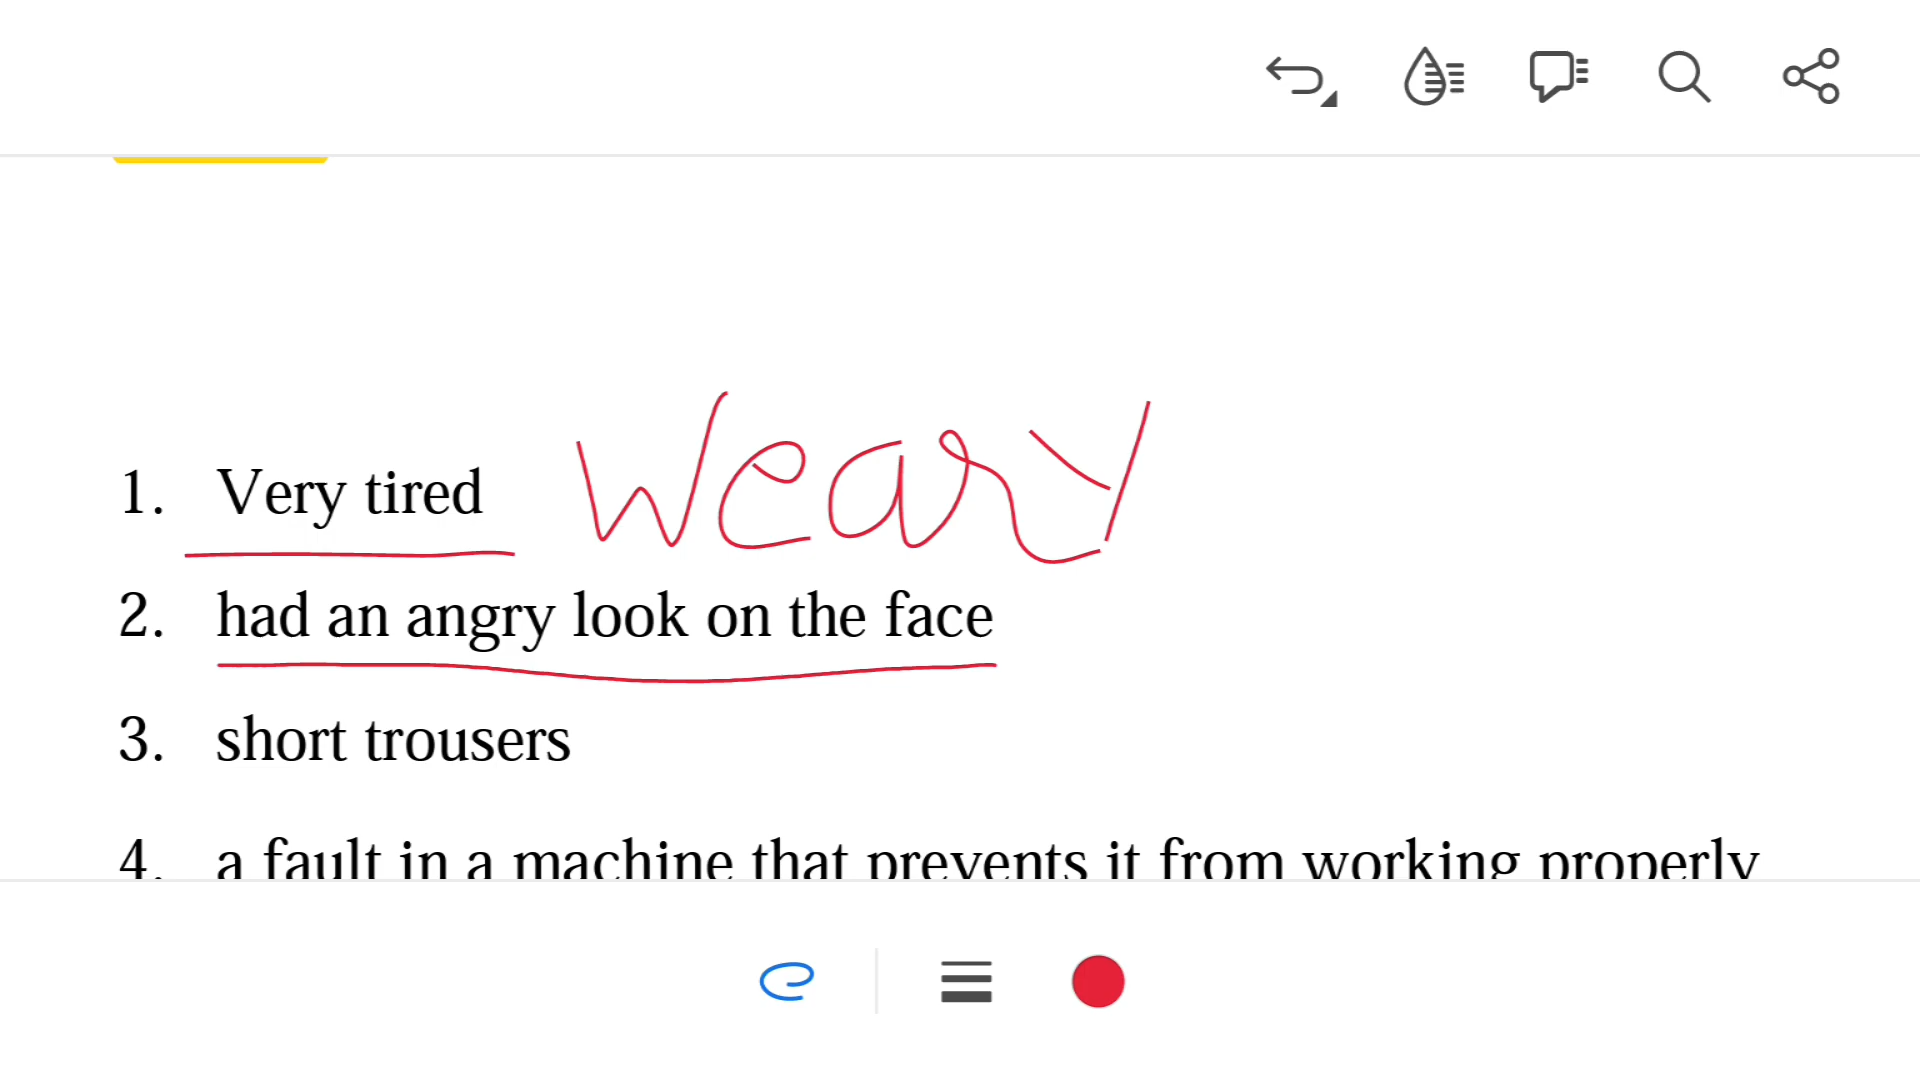 1. Very tired Weary
2. had an angry look on the face
3. short trousers
4. a fault in a machine that prevents it from working properly